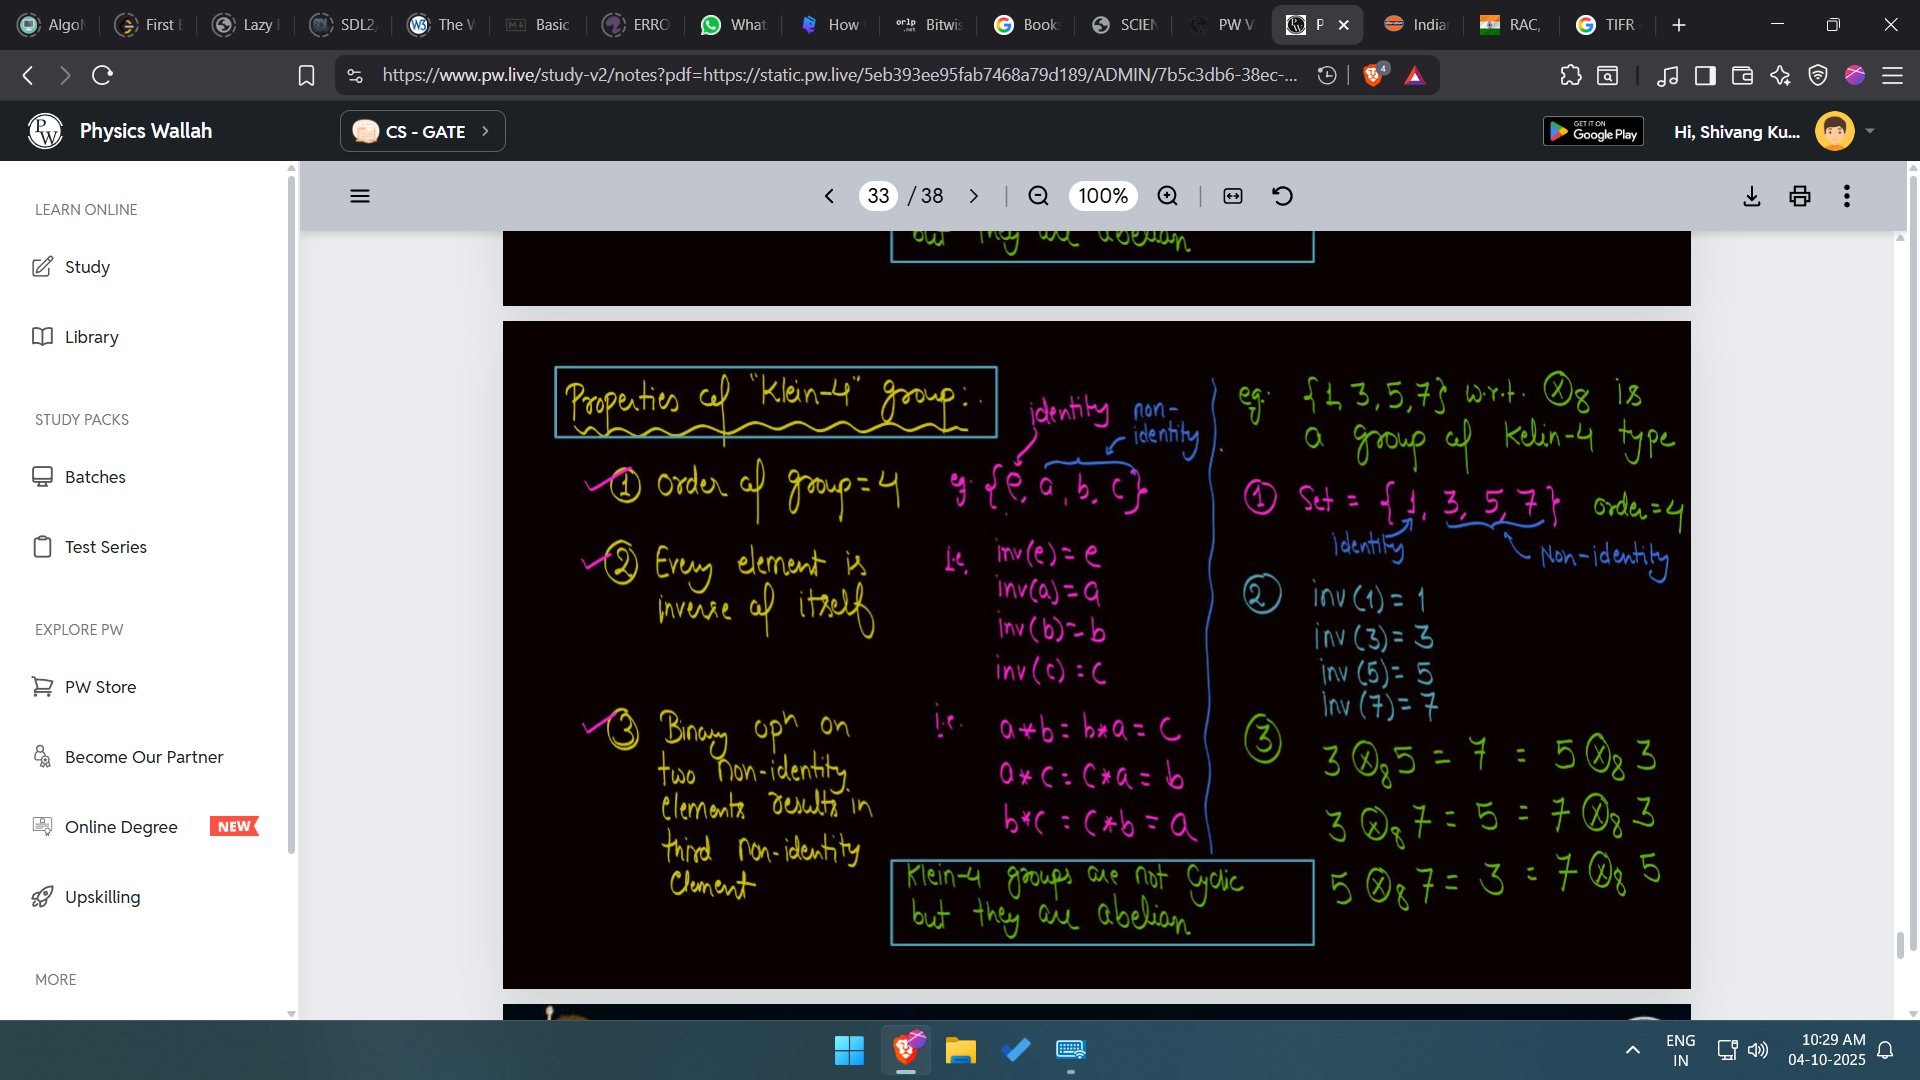 Algo
First
Lazy
SDL2
The
Basic
ERRO
What
How
Bitwis
Book
SCIEN
PW V
P
India
RAC,
TIFR
https://www.pw.live/study-v2/notes?pdf=https://static.pw.live/5eb393ee95fab7468a79d189/ADMIN/7b5c3db6-38ec-...
4
Physics Wallah
CS - GATE
GET IT ON
Google Play
Hi, Shivang Ku...
33 / 38
100%
LEARN ONLINE
Study
Library
STUDY PACKS
Batches
Test Series
EXPLORE PW
PW Store
Become Our Partner
Online Degree NEW
Upskilling
MORE
but they are abelian
Properties of "Klein-4" group:
identity
non-identity
① order of group = 4
eg. {e, a, b, c}
② Every element is
inverse of itself
i.e. inv(e) = e
inv(a) = a
inv(b) = b
inv(c) = c
③ Binary opn on
two non-identity
elements results in
third non-identity
element
i.e. a*b = b*a = c
a*c = c*a = b
b*c = c*b = a
Klein-4 groups are not cyclic
but they are abelian
eg. {1, 3, 5, 7} w.r.t. ⊗8 is
a group of Kelin-4 type
① Set = {1, 3, 5, 7} order = 4
Identity
Non-identity
② inv(1) = 1
inv(3) = 3
inv(5) = 5
inv(7) = 7
③ 3 ⊗8 5 = 7 = 5 ⊗8 3
3 ⊗8 7 = 5 = 7 ⊗8 3
5 ⊗8 7 = 3 = 7 ⊗8 5
ENG
IN
10:29 AM
04-10-2025